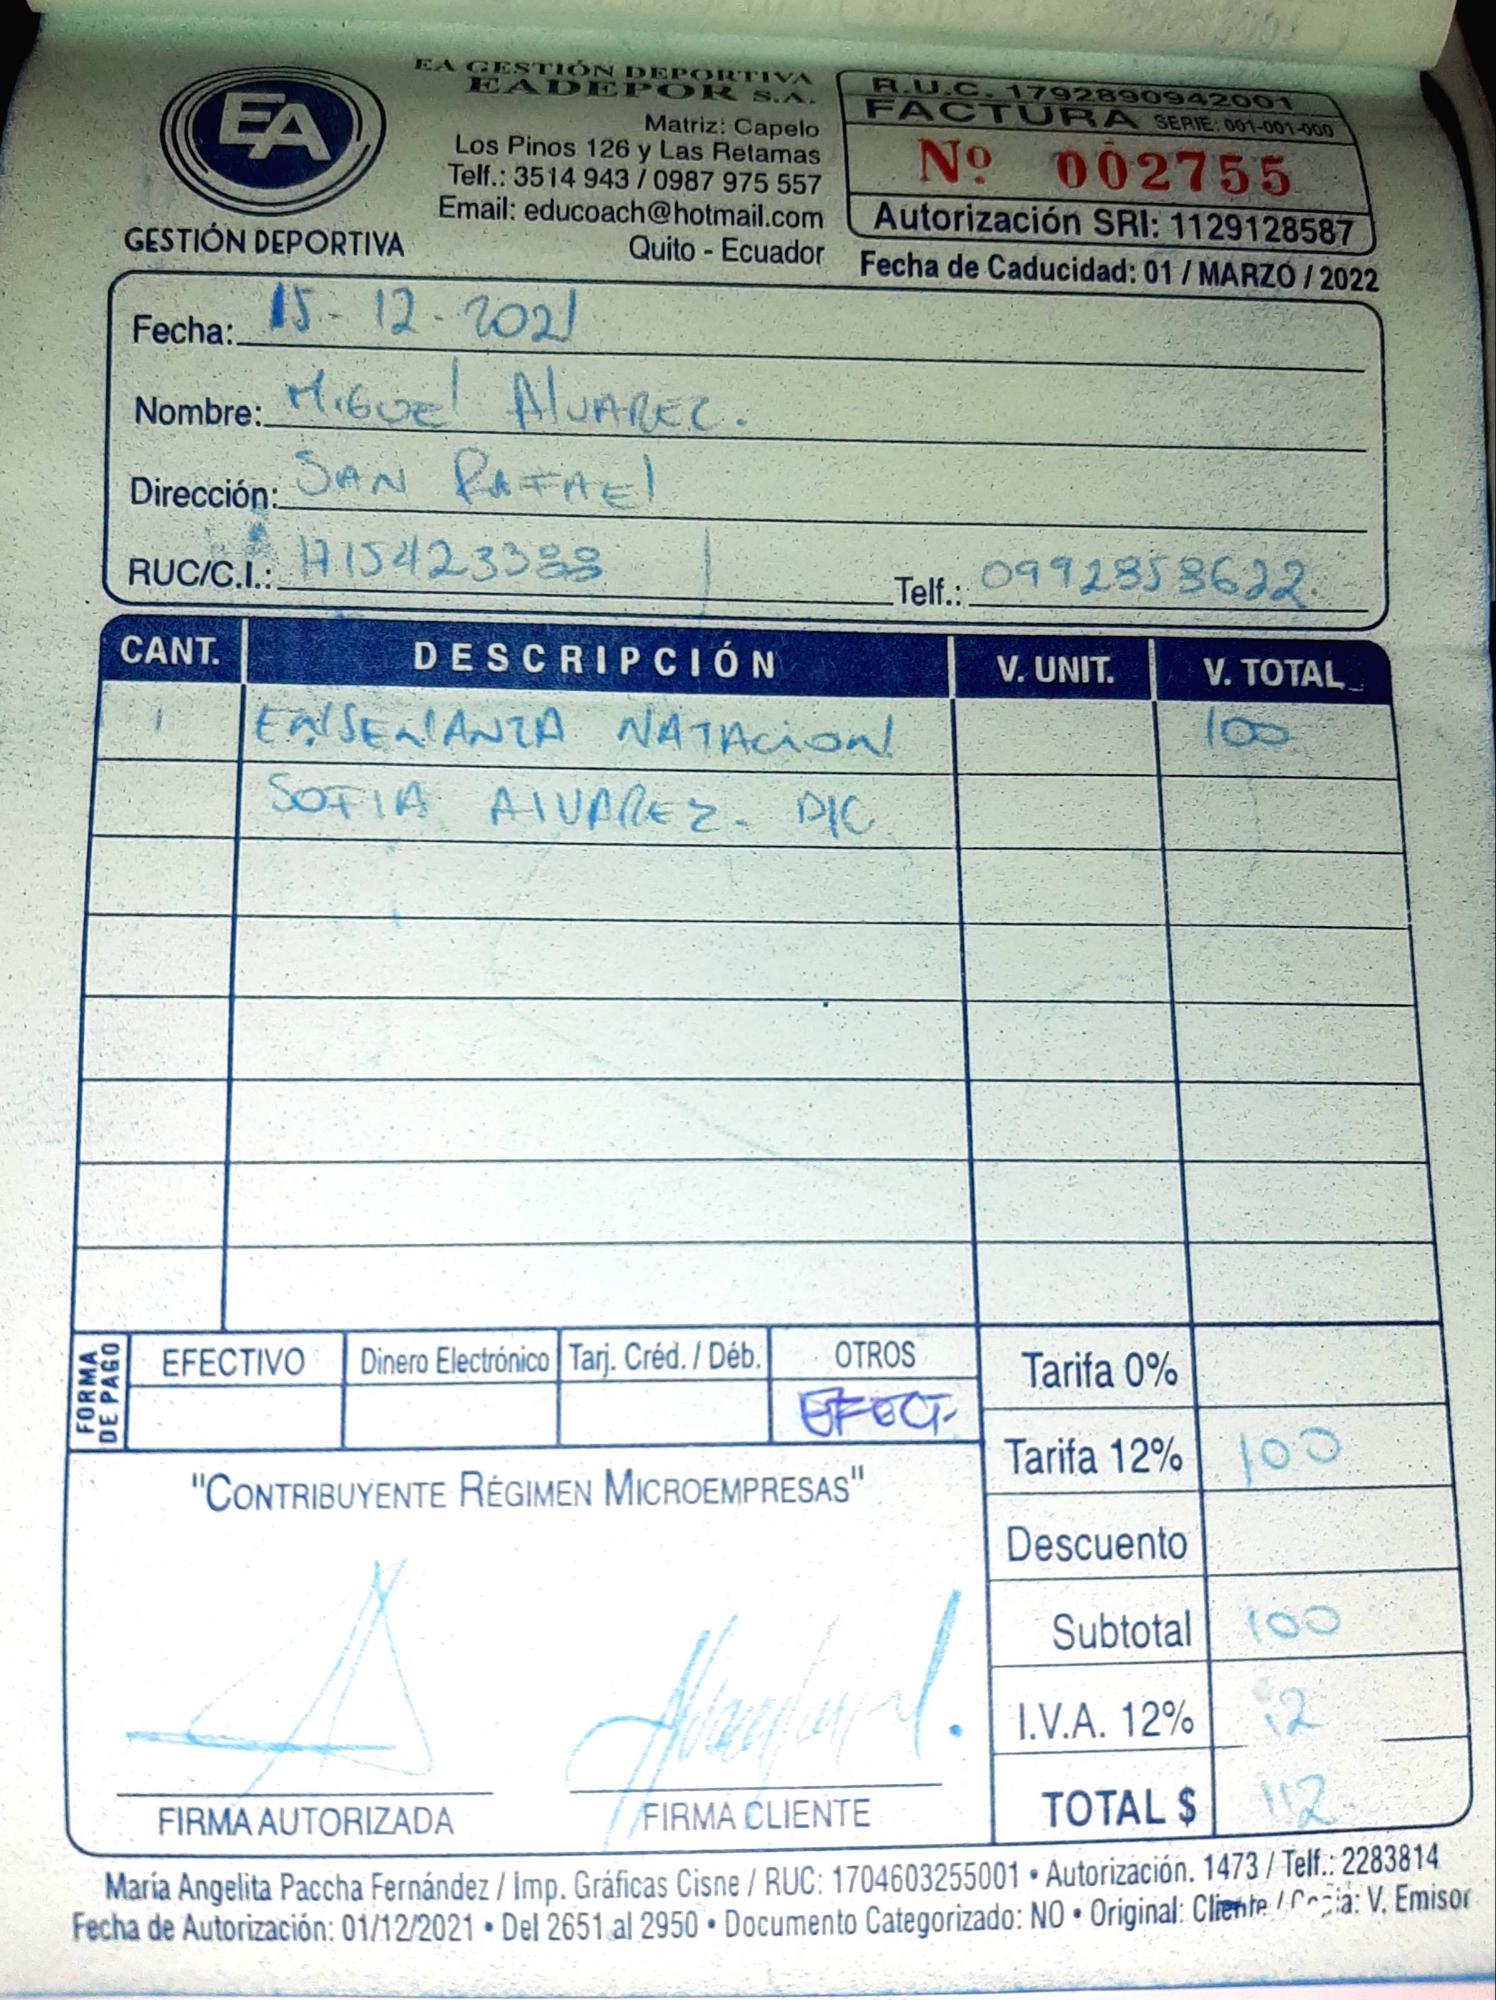 EA
GESTIÓN DEPORTIVA
EA GESTIÓN DEPORTIVA
EADEPOR S.A.
Matriz: Capelo
Los Pinos 126 y Las Retamas
Telf.: 3514 943 / 0987 975 557
Email: educoach@hotmail.com
Quito - Ecuador
R.U.C. 1792890942001
FACTURA SERIE: 001-001-000
Nº 002755
Autorización SRI: 1129128587
Fecha de Caducidad: 01 / MARZO / 2022
Fecha: 15-12-2021
Nombre: Miguel Alvarez.
Dirección: San Rafael
RUC/C.I.: 1715423388 Telf.: 0992858622
CANT. DESCRIPCIÓN V. UNIT. V. TOTAL
1 ENSENANZA NATACION 100
SOFIA ALVAREZ. DIC
FORMA DE PAGO
EFECTIVO Dinero Electrónico Tarj. Créd. / Déb. OTROS
EFECT.
Tarifa 0%
Tarifa 12% 100
Descuento
Subtotal 100
I.V.A. 12% 12
TOTAL $ 112
"CONTRIBUYENTE RÉGIMEN MICROEMPRESAS"
FIRMA AUTORIZADA FIRMA CLIENTE
María Angelita Paccha Fernández / Imp. Gráficas Cisne / RUC: 1704603255001 • Autorización. 1473 / Telf.: 2283814
Fecha de Autorización: 01/12/2021 • Del 2651 al 2950 • Documento Categorizado: NO • Original: Cliente / Copia: V. Emisor